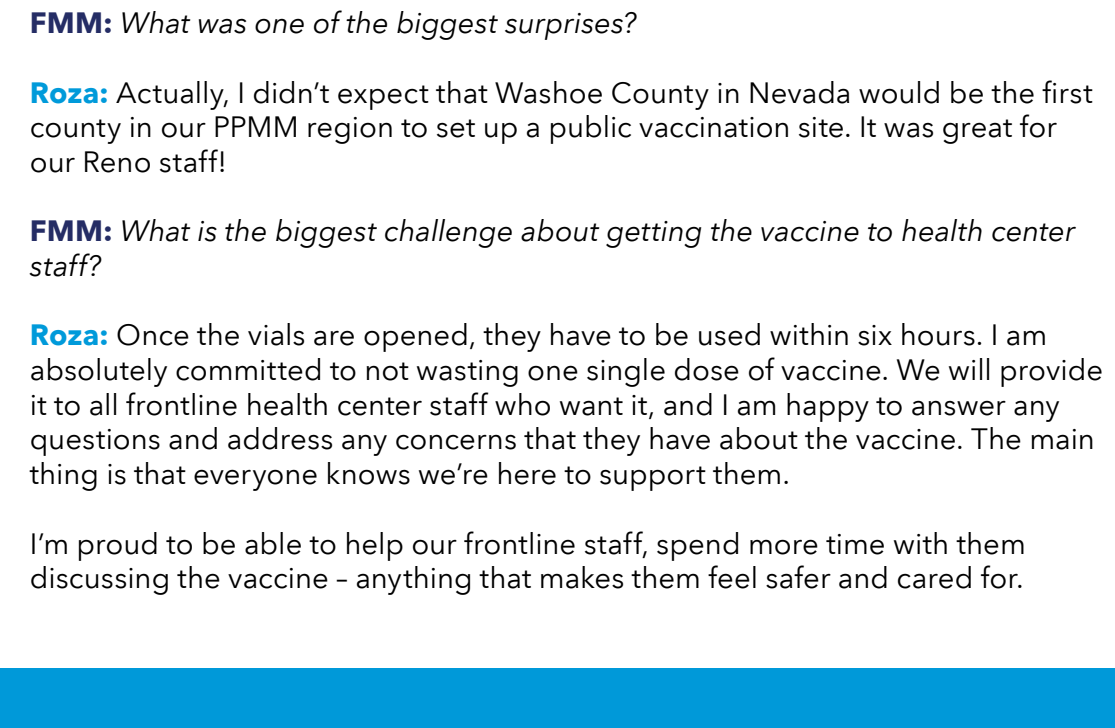 FMM: What was one of the biggest surprises?
Roza: Actually, I didn’t expect that Washoe County in Nevada would be the first
county in our PPMM region to set up a public vaccination site. It was great for
our Reno staff!
FMM: What is the biggest challenge about getting the vaccine to health center
staff?
Roza: Once the vials are opened, they have to be used within six hours. I am
absolutely committed to not wasting one single dose of vaccine. We will provide
it to all frontline health center staff who want it, and I am happy to answer any
questions and address any concerns that they have about the vaccine. The main
thing is that everyone knows we’re here to support them.
I’m proud to be able to help our frontline staff, spend more time with them
discussing the vaccine – anything that makes them feel safer and cared for.